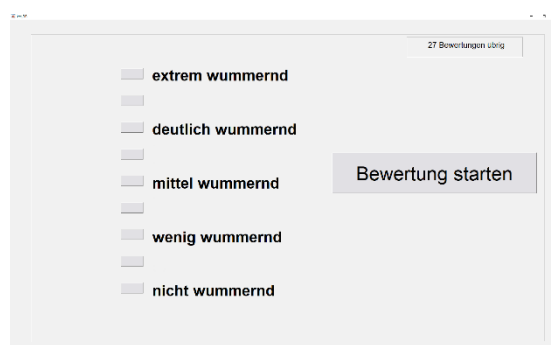 27 Bewertungen übrig
extrem wummernd
deutlich wummernd
Bewertung starten
mittel wummernd
wenig wummernd
nicht wummernd